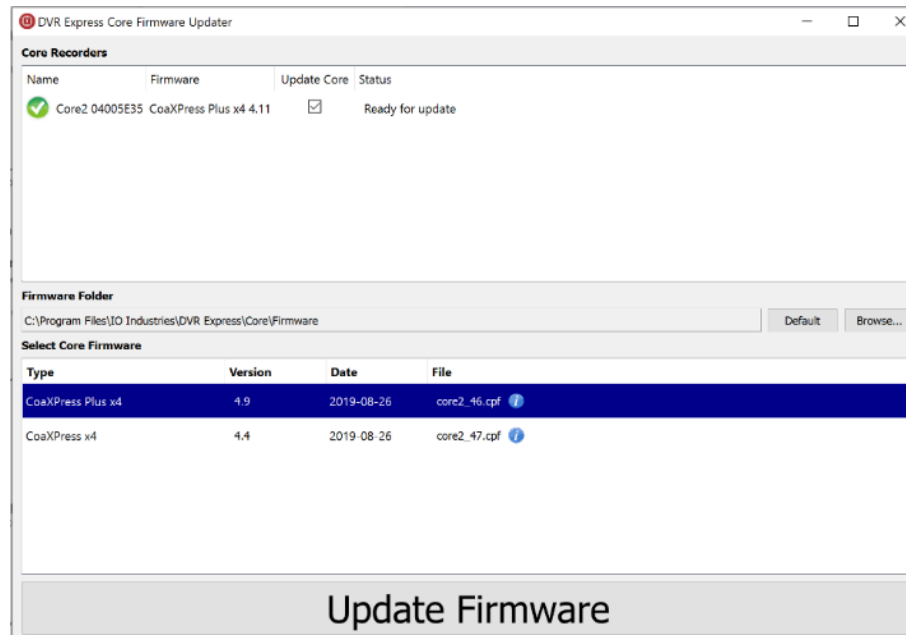 DVR Express Core Firmware Updater
Core Recorders
Name Firmware Update Core Status
Core2 04005E35 CoaXPress Plus x4 4.11 Ready for update
Firmware Folder
C:\Program Files\IO Industries\DVR Express\Core\Firmware Default Browse...
Select Core Firmware
Type Version Date File
CoaXPress Plus x4 4.9 2019-08-26 core2_46.cpf
CoaXPress x4 4.4 2019-08-26 core2_47.cpf
Update Firmware